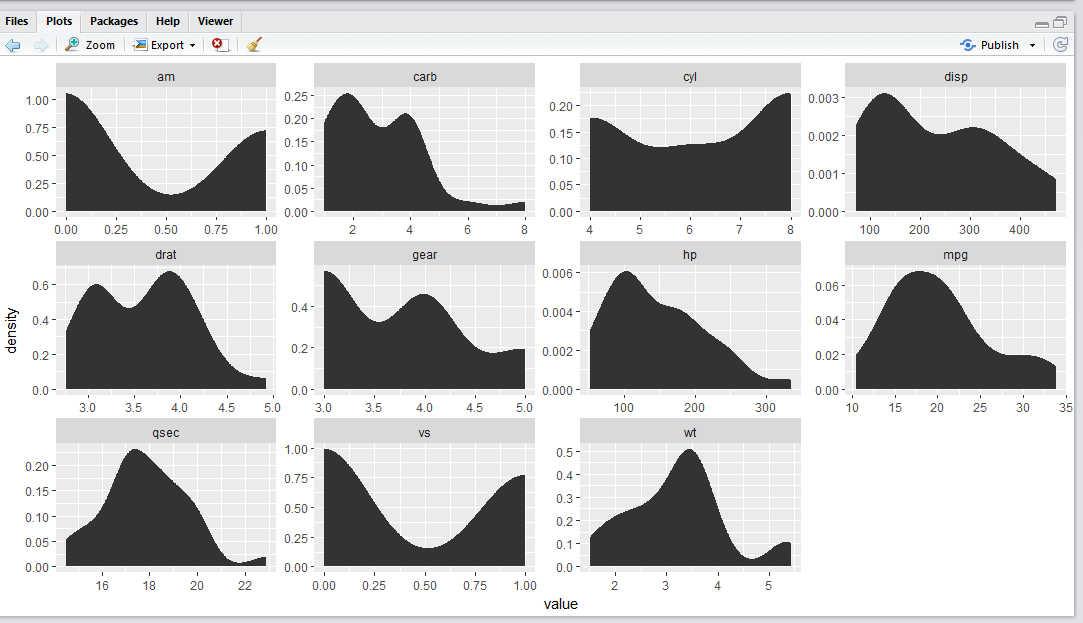 Files Plots Packages Help Viewer
Zoom Export Publish
am carb cyl disp
1.00
0.75
0.50
0.25
0.00
0.25
0.20
0.15
0.10
0.05
0.00
0.20
0.15
0.10
0.05
0.00
0.003
0.002
0.001
0.000
0.00 0.25 0.50 0.75 1.00
2 4 6 8
4 5 6 7 8
100 200 300 400
drat gear hp mpg
density
0.6
0.4
0.2
0.0
0.4
0.2
0.0
0.006
0.004
0.002
0.000
0.06
0.04
0.02
0.00
3.0 3.5 4.0 4.5 5.0
3.0 3.5 4.0 4.5 5.0
100 200 300
10 15 20 25 30 35
qsec vs wt
0.20
0.15
0.10
0.05
0.00
1.00
0.75
0.50
0.25
0.00
0.5
0.4
0.3
0.2
0.1
0.0
16 18 20 22
0.00 0.25 0.50 0.75 1.00
2 3 4 5
value